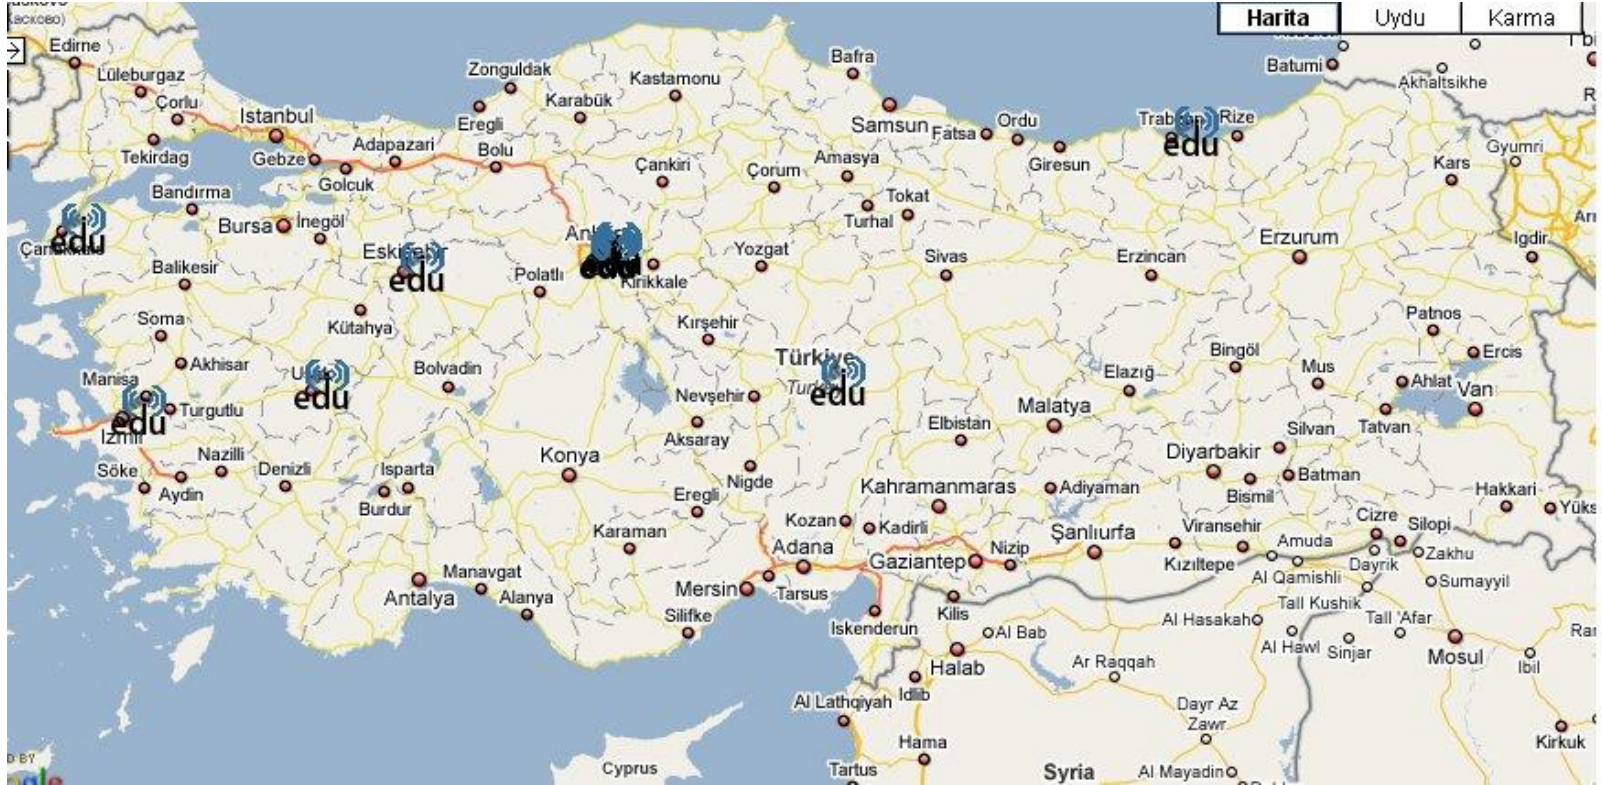 Harita
Uydu
Karma
Edirne
Lüleburgaz
Çorlu
Istanbul
Tekirdag
Gebze
Golcuk
Adapazari
Bolu
Zonguldak
Eregli
Karabük
Kastamonu
Bafra
Samsun
Fatsa
Ordu
Giresun
edu
Rize
Batumi
Akhaltsikhe
Gyumri
Kars
Igdir
Bandırma
Bursa
İnegöl
Çankiri
Çorum
Amasya
Turhal
Tokat
edu
Balikesir
edu
Polatlı
edu
Kirikkale
Yozgat
Sivas
Erzincan
Erzurum
Soma
Kütahya
Kırşehir
Türkiye
Patnos
Ercis
Akhisar
Manisa
edu
Turgutlu
Izmir
edu
Bolvadin
Nevşehir
edu
Elazığ
Bingöl
Mus
Ahlat
Van
Tatvan
Aksaray
Elbistan
Malatya
Silvan
Diyarbakir
Batman
Bismil
Söke
Aydin
Nazilli
Denizli
Isparta
Burdur
Konya
Nigde
Eregli
Karaman
Kahramanmaras
Adiyaman
Hakkari
Kozan
Kadirli
Şanlıurfa
Viransehir
Kızıltepe
Cizre
Silopi
Amuda
Dayrik
Zakhu
Adana
Gaziantep
Nizip
Mersin
Tarsus
Antalya
Manavgat
Alanya
Silifke
Iskenderun
Kilis
Al Qamishli
Sumayyil
Tall Kushik
Tall 'Afar
Al Hasakah
Al Hawl
Sinjar
Mosul
Ibil
Al Bab
Halab
Idlib
Ar Raqqah
Al Lathqiyah
Dayr Az
Zawr
Hama
Kirkuk
Cyprus
Tartus
Syria
Al Mayadin